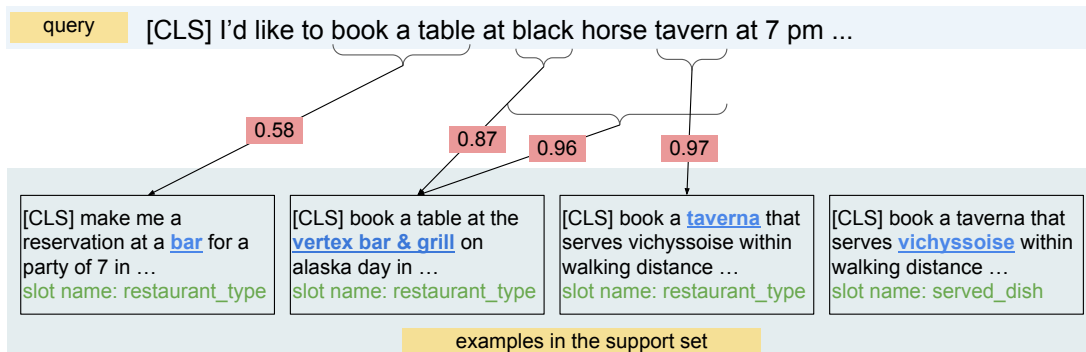 query
[CLS] I'd like to book a table at black horse tavern at 7 pm ...
0.58
0.87
0.96
0.97
[CLS] make me a
reservation at a bar for a
party of 7 in …
slot name: restaurant_type
[CLS] book a table at the
vertex bar & grill on
alaska day in …
slot name: restaurant_type
[CLS] book a taverna that
serves vichyssoise within
walking distance …
slot name: restaurant_type
[CLS] book a taverna that
serves vichyssoise within
walking distance …
slot name: served_dish
examples in the support set